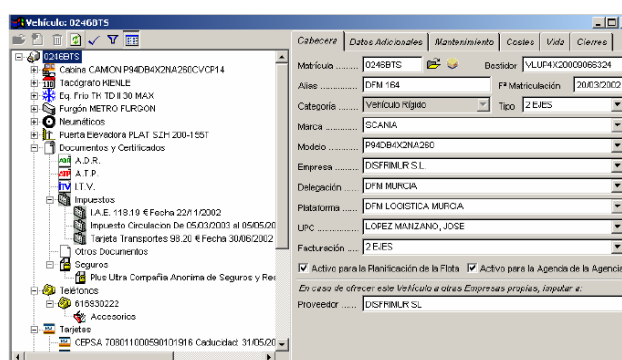 Vehículo: 0246BTS
0246BTS
Cabina CAMION P94DB4X2NA260CVCP14
Tacógrafo KIENLE
Eq. Frio TK TD II 30 MAX
Furgón METRO FURGON
Neumáticos
Puerta Elevadora PLAT SZH 200-155T
Documentos y Certificados
A.D.R.
A.T.P.
ITV I.T.V.
Impuestos
I.A.E. 118.19 € Fecha 22/11/2002
Impuesto Circulacion De 05/03/2003 al 05/05/20
Tarjeta Transportes 98.20 € Fecha 30/06/2002
Otros Documentos
Seguros
Plus Ultra Compañia Anonima de Seguros y Rea
Teléfonos
616930222
Accesorios
Tarjetas
CEPSA 708011000590101916 Caducidad: 31/05/20
Cabecera Datos Adicionales Mantenimiento Costes Vida Cierres
Matrícula ........ 0246BTS Bastidor VLUP4X20009066324
Alias ............ DFM 164 Fª Matriculación 20/03/2002
Categoría ........ Vehículo Rígido Tipo 2 EJES
Marca ............ SCANIA
Modelo ........... P94DB4X2NA260
Empresa .......... DISFRIMUR S.L.
Delegación ..... DFM MURCIA
Plataforma ...... DFM LOGISTICA MURCIA
UPC .............. LOPEZ MANZANO, JOSE
Facturación .... 2 EJES
Activo para la Planificación de la Flota Activo para la Agencia de la Agencia
En caso de ofrecer este Vehículo a otras Empresas propias, imputar a:
Proveedor ...... DISFRIMUR SL